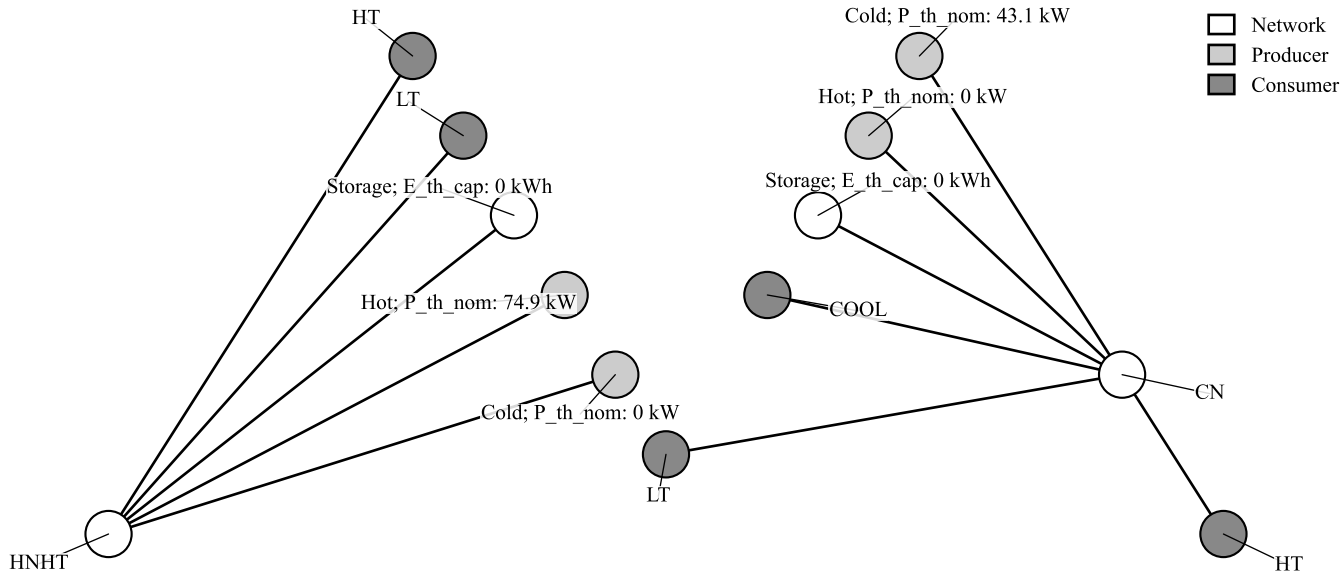 HT
Cold; P_th_nom: 43.1 kW
Network
Producer
Consumer
LT
Hot; P_th_nom: 0 kW
Storage; E_th_cap: 0 kWh
Storage; E_th_cap: 0 kWh
Hot; P_th_nom: 74.9 kW
COOL
CN
Cold; P_th_nom: 0 kW
LT
HNHT
HT